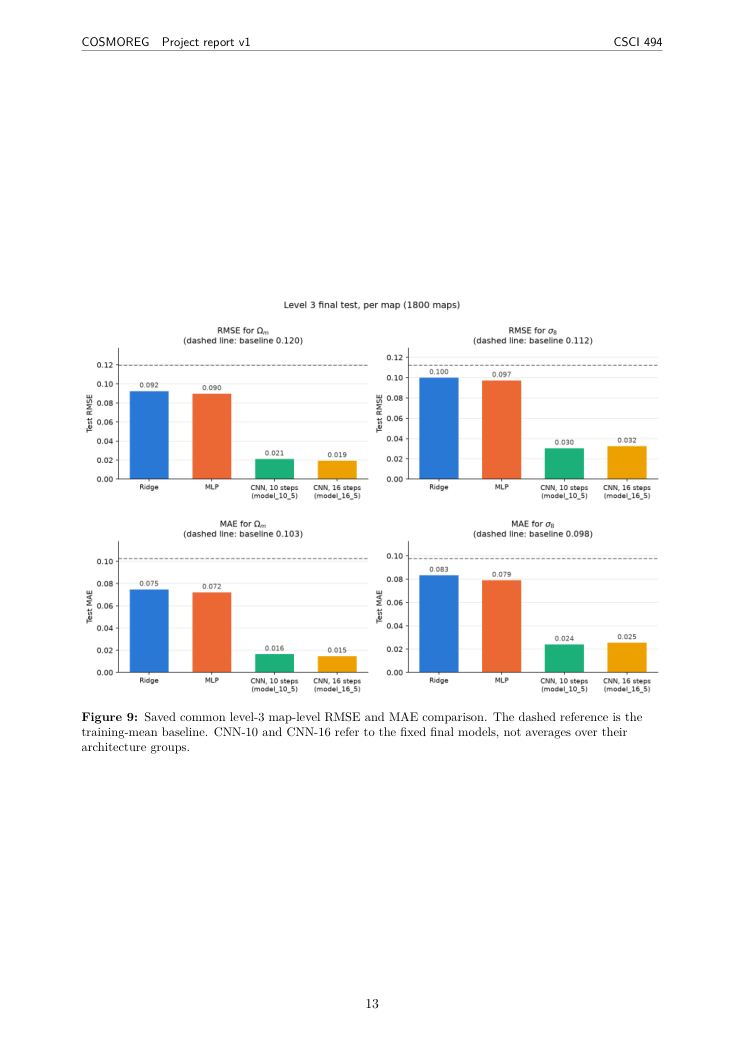 COSMOREG Project report v1 CSCI 494
Level 3 final test, per map (1800 maps)
RMSE for Ωm
(dashed line: baseline 0.120)
Test RMSE
0.12
0.10
0.08
0.06
0.04
0.02
0.00
0.092
0.090
0.021
0.019
Ridge
MLP
CNN, 10 steps
(model_10_5)
CNN, 16 steps
(model_16_5)
RMSE for σ8
(dashed line: baseline 0.112)
Test RMSE
0.12
0.10
0.08
0.06
0.04
0.02
0.00
0.100
0.097
0.030
0.032
Ridge
MLP
CNN, 10 steps
(model_10_5)
CNN, 16 steps
(model_16_5)
MAE for Ωm
(dashed line: baseline 0.103)
Test MAE
0.10
0.08
0.06
0.04
0.02
0.00
0.075
0.072
0.016
0.015
Ridge
MLP
CNN, 10 steps
(model_10_5)
CNN, 16 steps
(model_16_5)
MAE for σ8
(dashed line: baseline 0.098)
Test MAE
0.10
0.08
0.06
0.04
0.02
0.00
0.083
0.079
0.024
0.025
Ridge
MLP
CNN, 10 steps
(model_10_5)
CNN, 16 steps
(model_16_5)
Figure 9: Saved common level-3 map-level RMSE and MAE comparison. The dashed reference is the
training-mean baseline. CNN-10 and CNN-16 refer to the fixed final models, not averages over their
architecture groups.
13